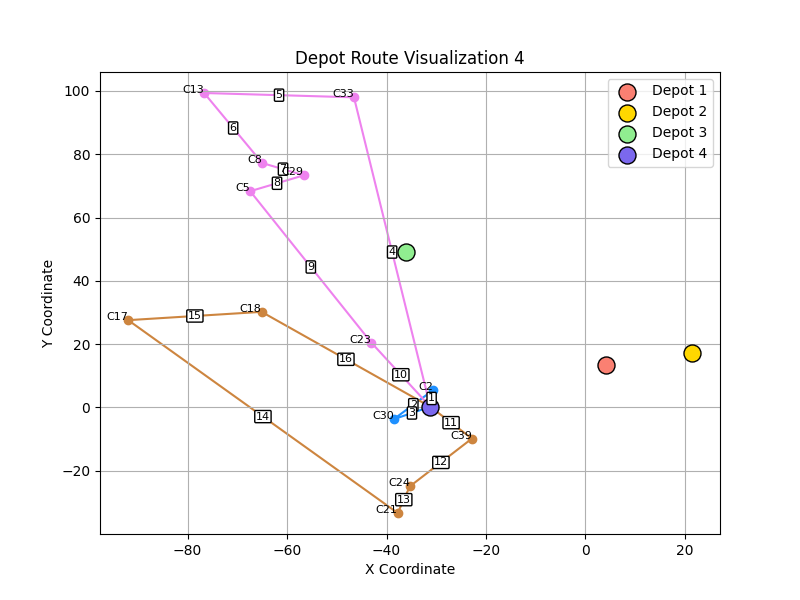 Depot Route Visualization 4
Depot 1
Depot 2
Depot 3
Depot 4
Y Coordinate
100
80
60
40
20
0
−20
C13
5
C33
6
C8
7
C29
8
C5
4
9
C17
15
C18
16
C23
10
C2
1
2
3
C30
11
C39
14
12
C24
13
C21
−80
−60
−40
−20
0
20
X Coordinate